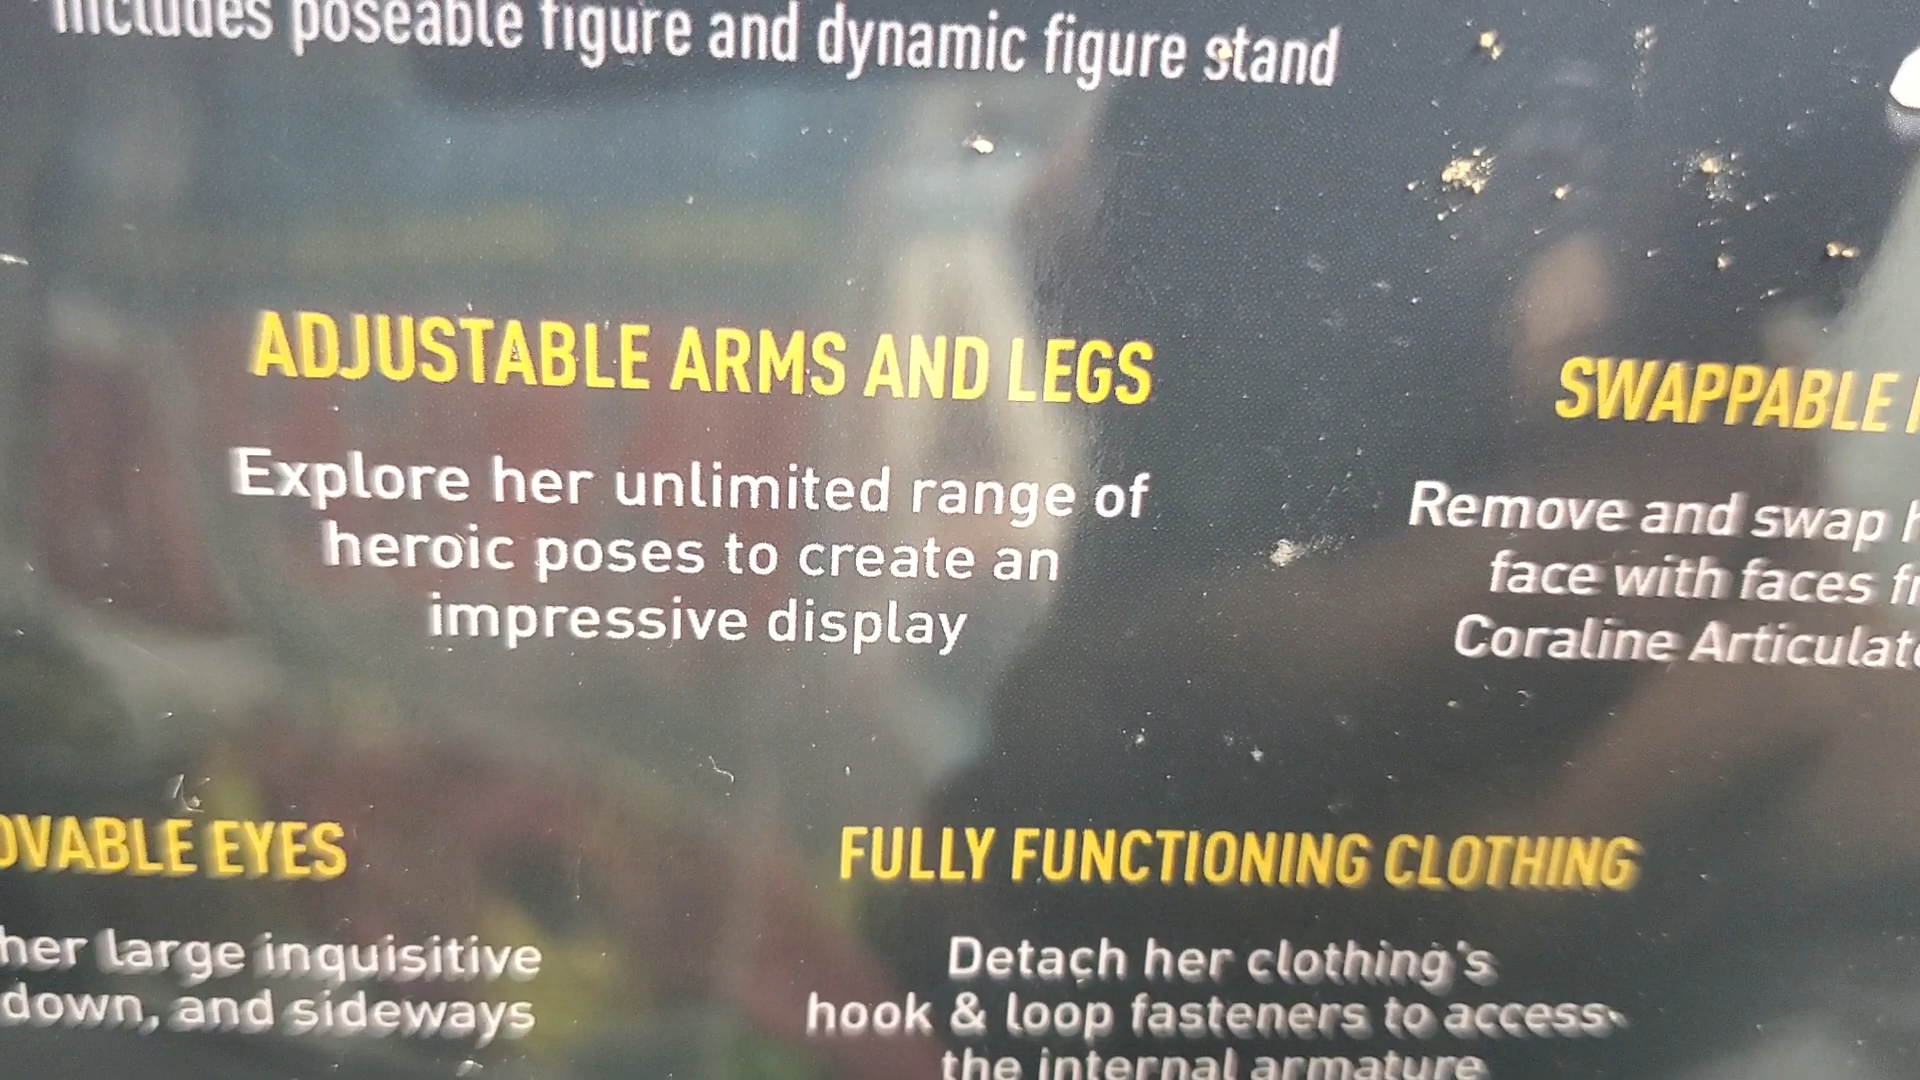 includes poseable figure and dynamic figure stand
ADJUSTABLE ARMS AND LEGS
Explore her unlimited range of
heroic poses to create an
impressive display
SWAPPABLE
Remove and swap
face with faces
Coraline
EYES
her large inquisitive
down, and sideways
FULLY FUNCTIONING CLOTHING
Detach her clothing's
hook & loop fasteners to access
the internal armature